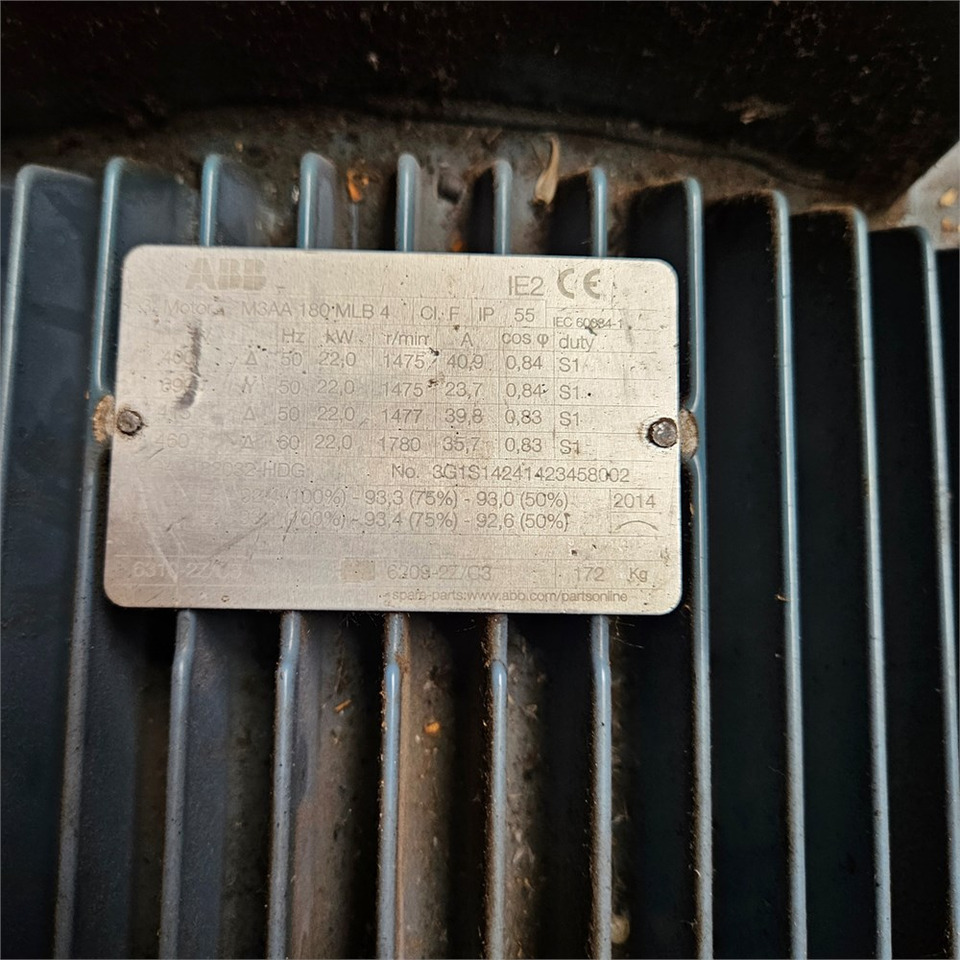 ABB
IE2 CE
Motor M3AA 180 MLB 4 Cl. F IP 55 IEC 60034-1
Hz kW r/min A cos φ duty
400 Δ 50 22,0 1475 40,9 0,84 S1
690 Y 50 22,0 1475 23,7 0,84 S1
Δ 50 22,0 1477 39,8 0,83 S1
460 Δ 60 22,0 1780 35,7 0,83 S1
No. 3G1S14241423458002
(100%) - 93,3 (75%) - 93,0 (50%) 2014
(100%) - 93,4 (75%) - 92,6 (50%)
6209-2Z/C3 172 Kg
spare-parts:www.abb.com/partsonline